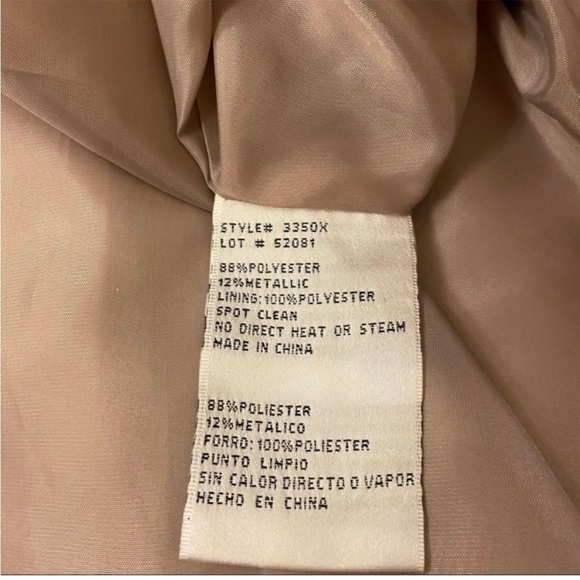 STYLE# 3350X
LOT # 52081
88%POLYESTER
12%METALLIC
LINING:100%POLYESTER
SPOT CLEAN
NO DIRECT HEAT OR STEAM
MADE IN CHINA
88%POLIESTER
12%METALICO
FORRO:100%POLIESTER
PUNTO LIMPIO
SIN CALOR DIRECTO O VAPOR
HECHO EN CHINA